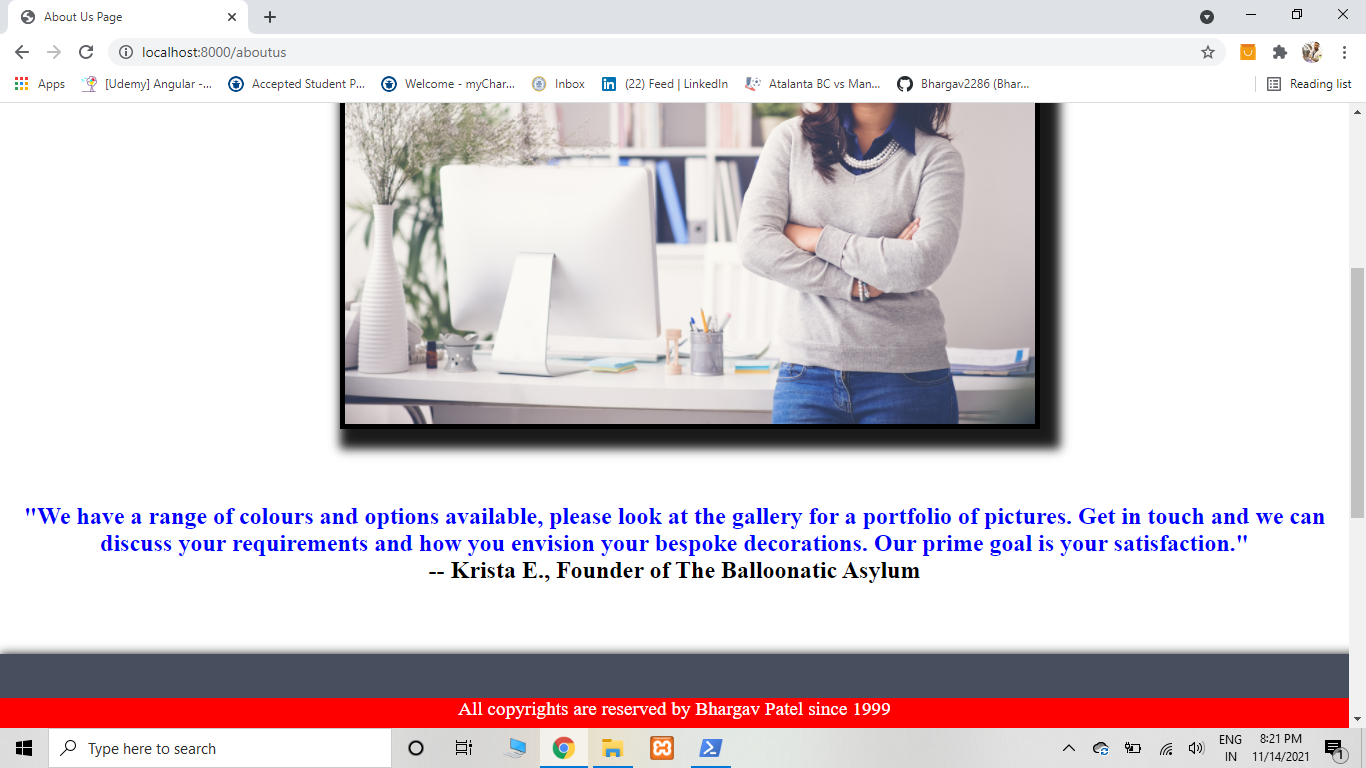 About Us Page
localhost:8000/aboutus
Apps
[Udemy] Angular -...
Accepted Student P...
Welcome - myChar...
Inbox
(22) Feed | LinkedIn
Atalanta BC vs Man...
Bhargav2286 (Bhar...
Reading list
"We have a range of colours and options available, please look at the gallery for a portfolio of pictures. Get in touch and we can
discuss your requirements and how you envision your bespoke decorations. Our prime goal is your satisfaction."
-- Krista E., Founder of The Balloonatic Asylum
All copyrights are reserved by Bhargav Patel since 1999
Type here to search
ENG
IN
8:21 PM
11/14/2021
1